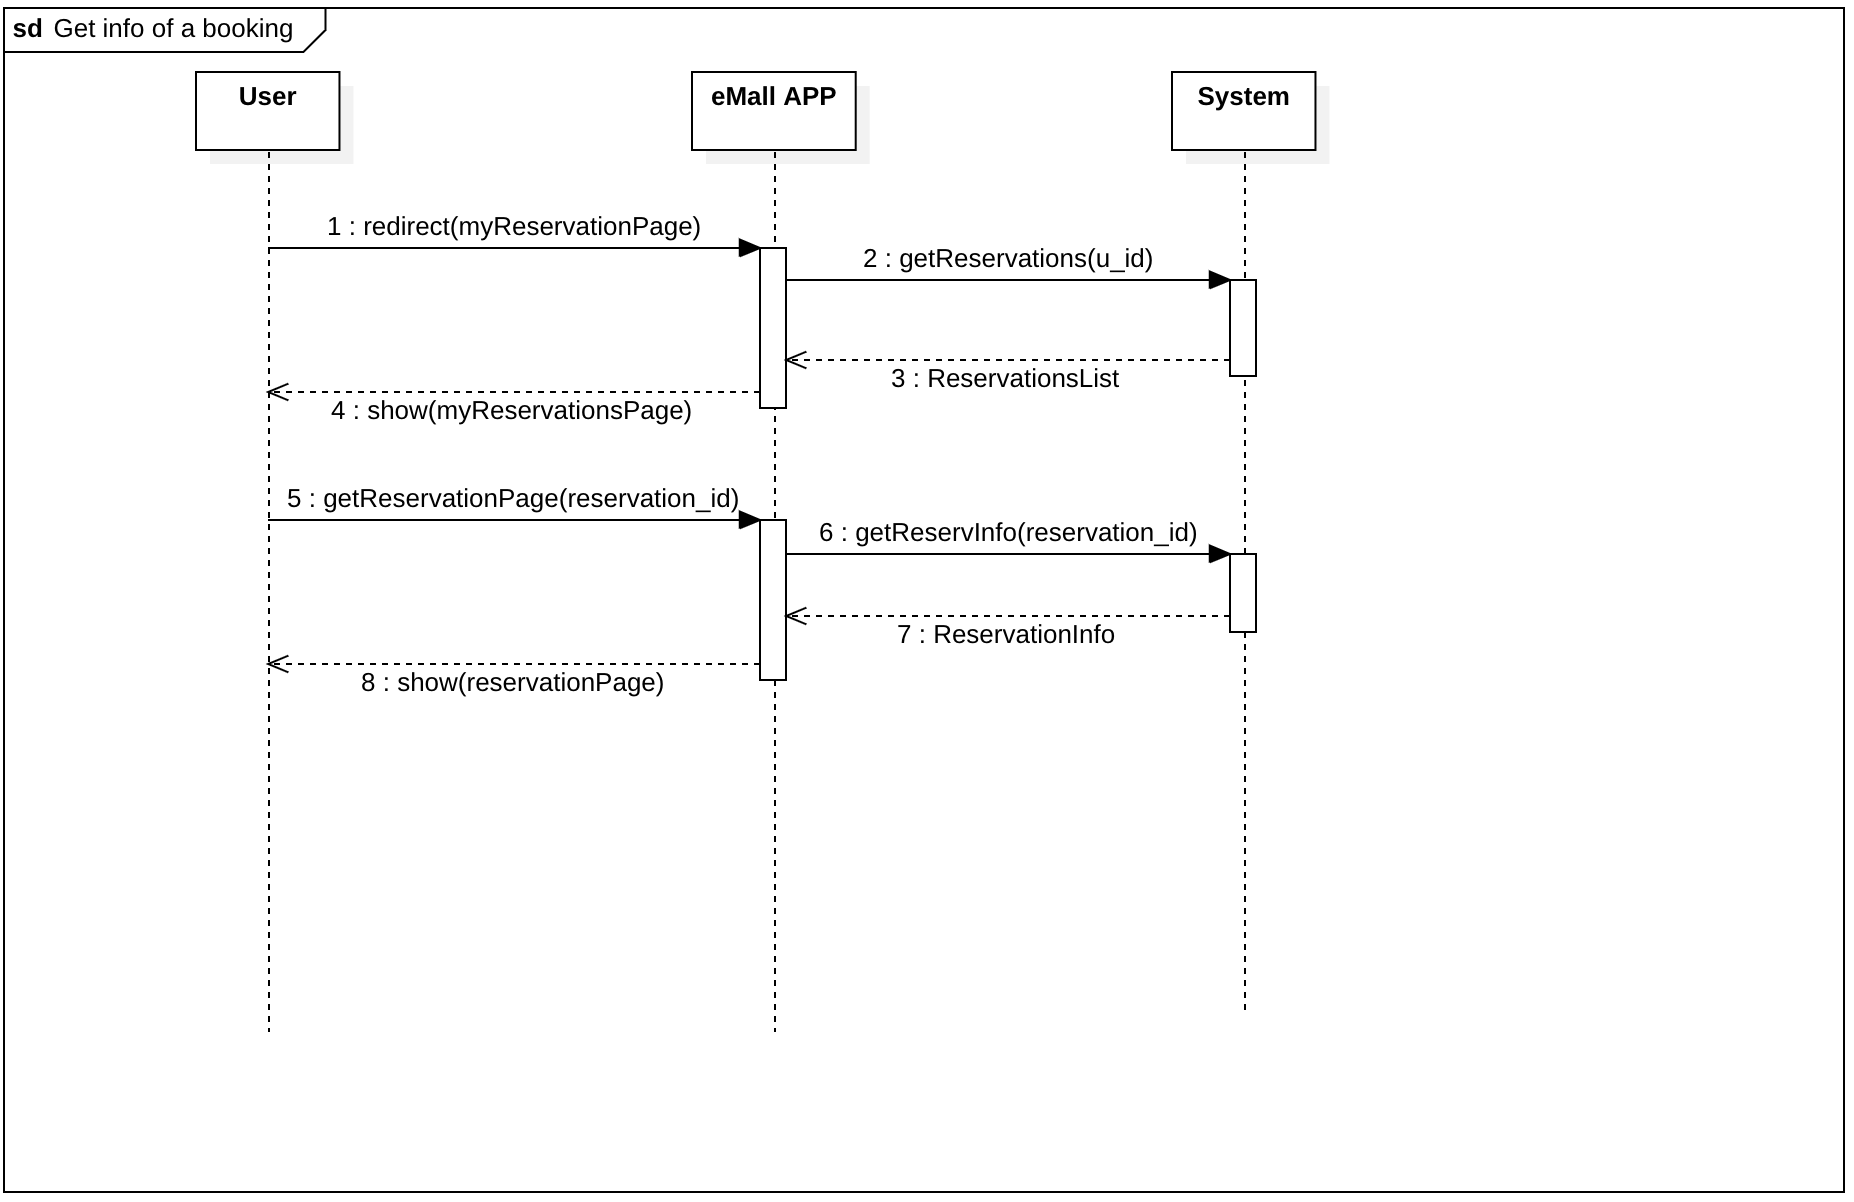 sd Get info of a booking
User
eMall APP
System
1 : redirect(myReservationPage)
2 : getReservations(u_id)
3 : ReservationsList
4 : show(myReservationsPage)
5 : getReservationPage(reservation_id)
6 : getReservInfo(reservation_id)
7 : ReservationInfo
8 : show(reservationPage)